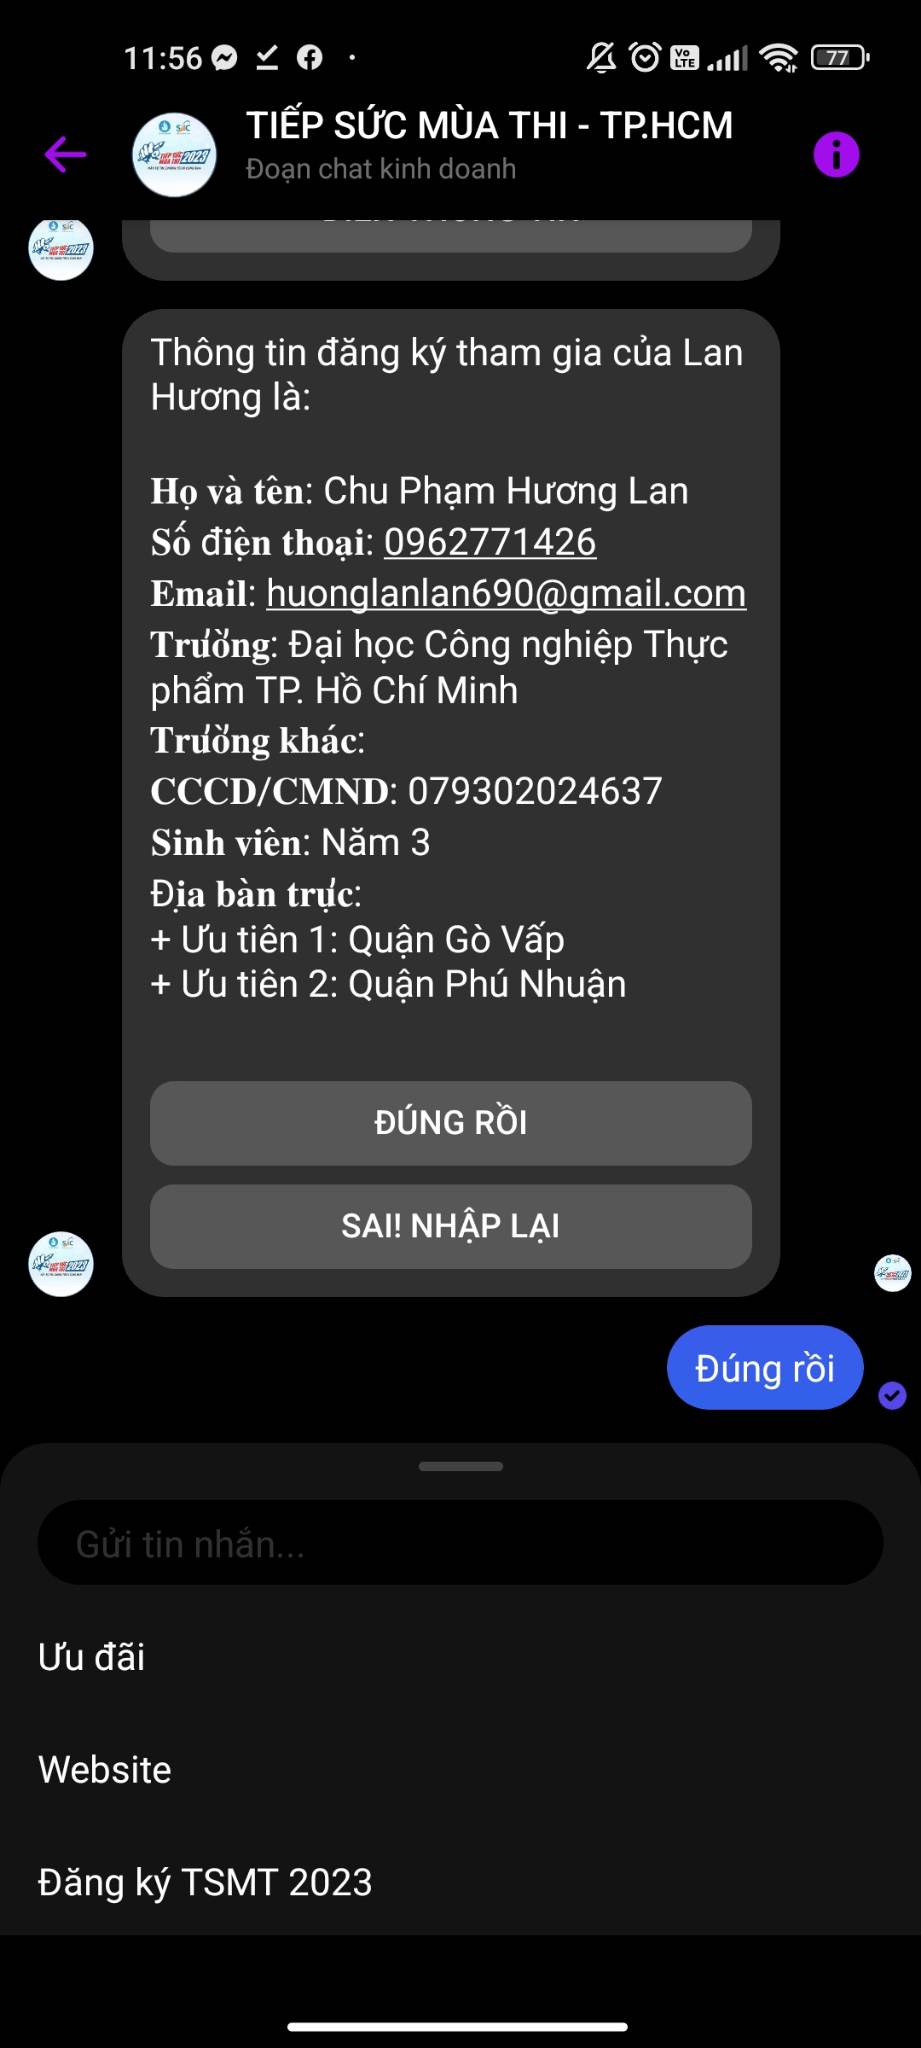 11:56
VoLTE
77
TIẾP SỨC MÙA THI - TP.HCM
Đoạn chat kinh doanh
Thông tin đăng ký tham gia của Lan
Hương là:
Họ và tên: Chu Phạm Hương Lan
Số điện thoại: 0962771426
Email: huonglanlan690@gmail.com
Trường: Đại học Công nghiệp Thực
phẩm TP. Hồ Chí Minh
Trường khác:
CCCD/CMND: 079302024637
Sinh viên: Năm 3
Địa bàn trực:
+ Ưu tiên 1: Quận Gò Vấp
+ Ưu tiên 2: Quận Phú Nhuận
ĐÚNG RỒI
SAI! NHẬP LẠI
Đúng rồi
Gửi tin nhắn...
Ưu đãi
Website
Đăng ký TSMT 2023